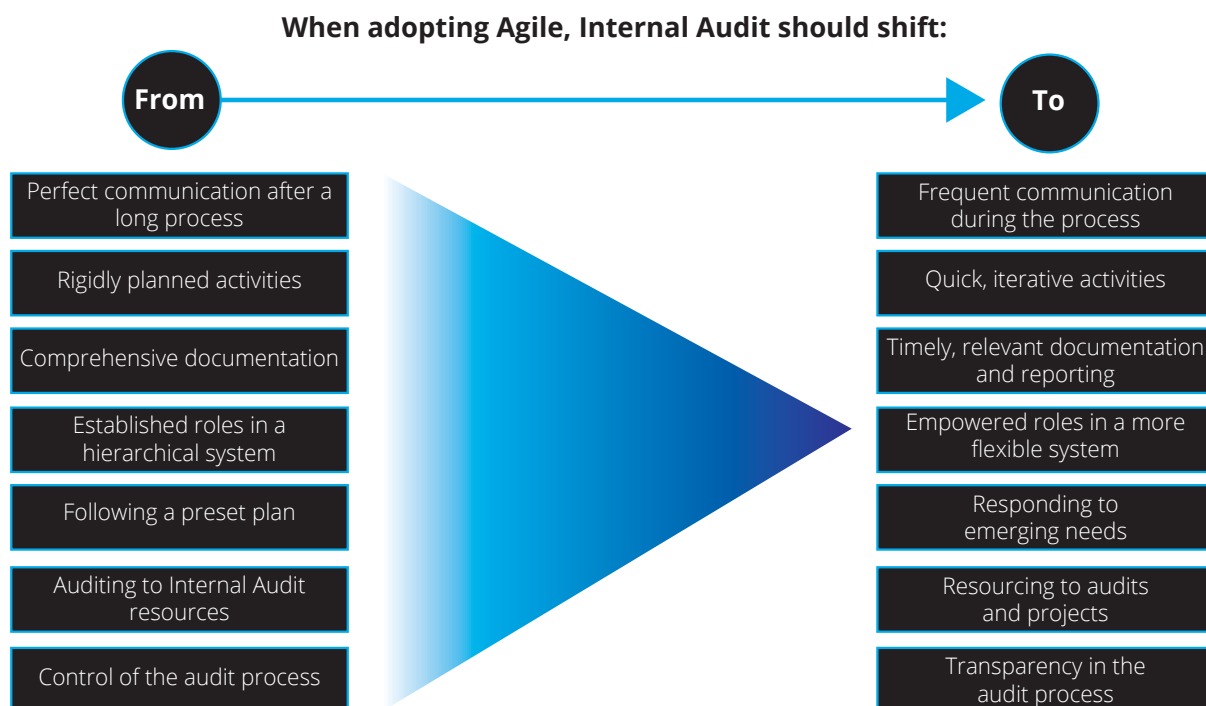 When adopting Agile, Internal Audit should shift:
From
To
Perfect communication after a
long process
Frequent communication
during the process
Rigidly planned activities
Quick, iterative activities
Comprehensive documentation
Timely, relevant documentation
and reporting
Established roles in a
hierarchical system
Empowered roles in a more
flexible system
Following a preset plan
Responding to
emerging needs
Auditing to Internal Audit
resources
Resourcing to audits
and projects
Control of the audit process
Transparency in the
audit process